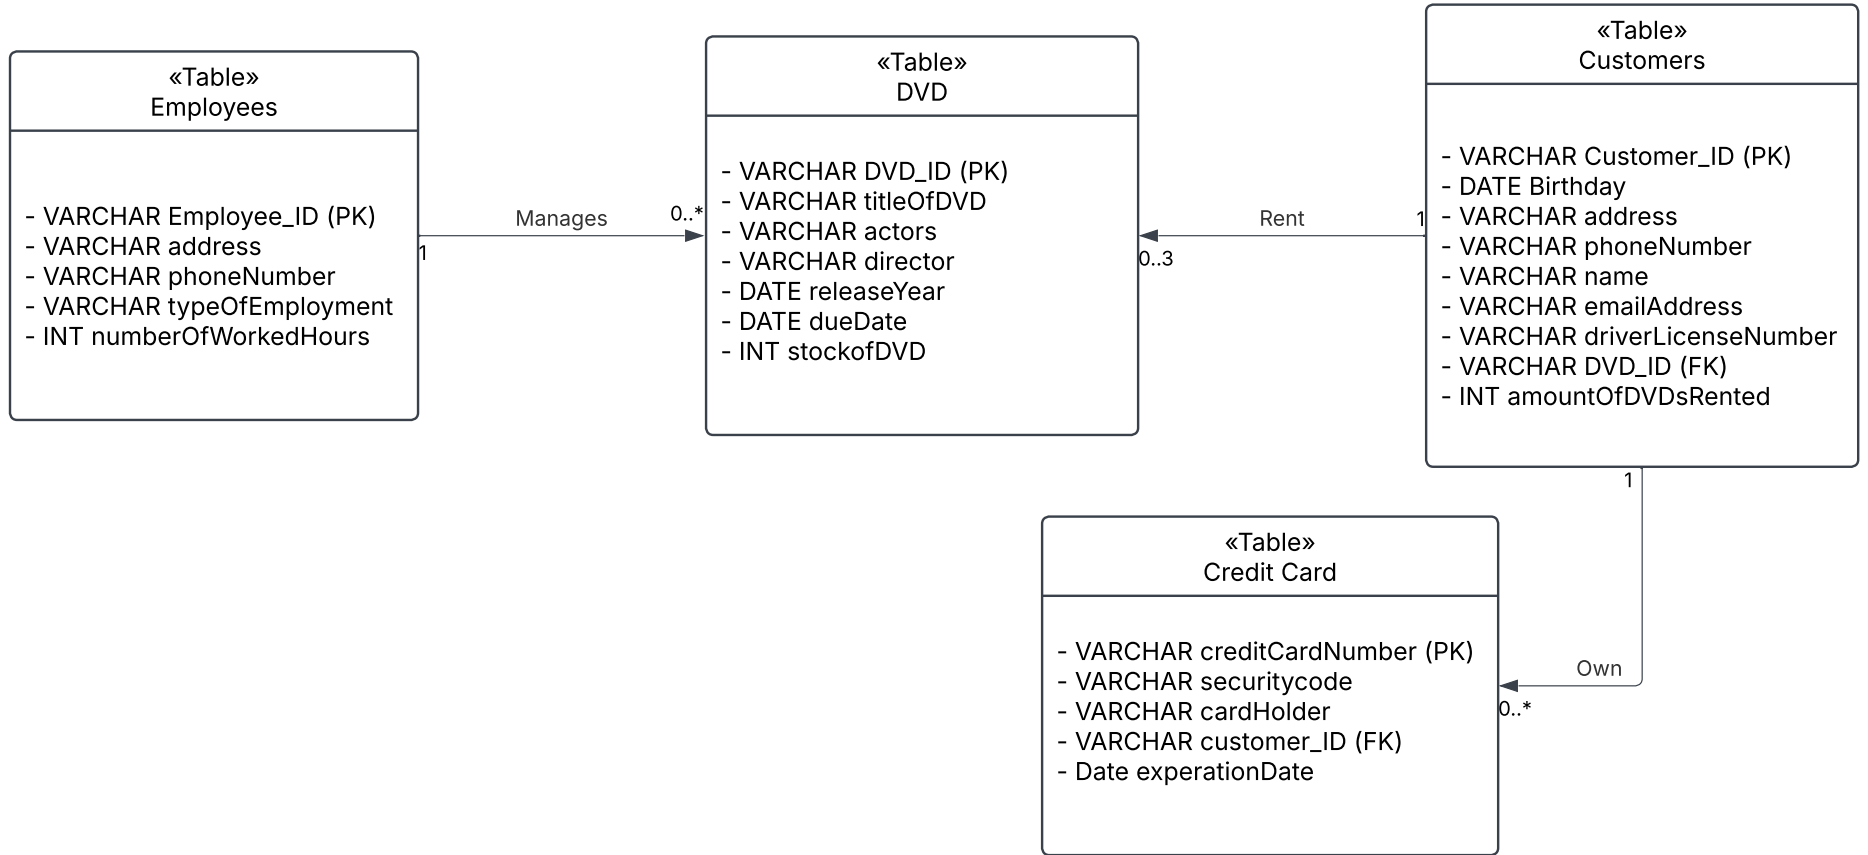 «Table»
Employees
- VARCHAR Employee_ID (PK)
- VARCHAR address
- VARCHAR phoneNumber
- VARCHAR typeOfEmployment
- INT numberOfWorkedHours
1
Manages
0..*
«Table»
DVD
- VARCHAR DVD_ID (PK)
- VARCHAR titleOfDVD
- VARCHAR actors
- VARCHAR director
- DATE releaseYear
- DATE dueDate
- INT stockofDVD
0..3
Rent
1
«Table»
Customers
- VARCHAR Customer_ID (PK)
- DATE Birthday
- VARCHAR address
- VARCHAR phoneNumber
- VARCHAR name
- VARCHAR emailAddress
- VARCHAR driverLicenseNumber
- VARCHAR DVD_ID (FK)
- INT amountOfDVDsRented
1
Own
0..*
«Table»
Credit Card
- VARCHAR creditCardNumber (PK)
- VARCHAR securitycode
- VARCHAR cardHolder
- VARCHAR customer_ID (FK)
- Date experationDate